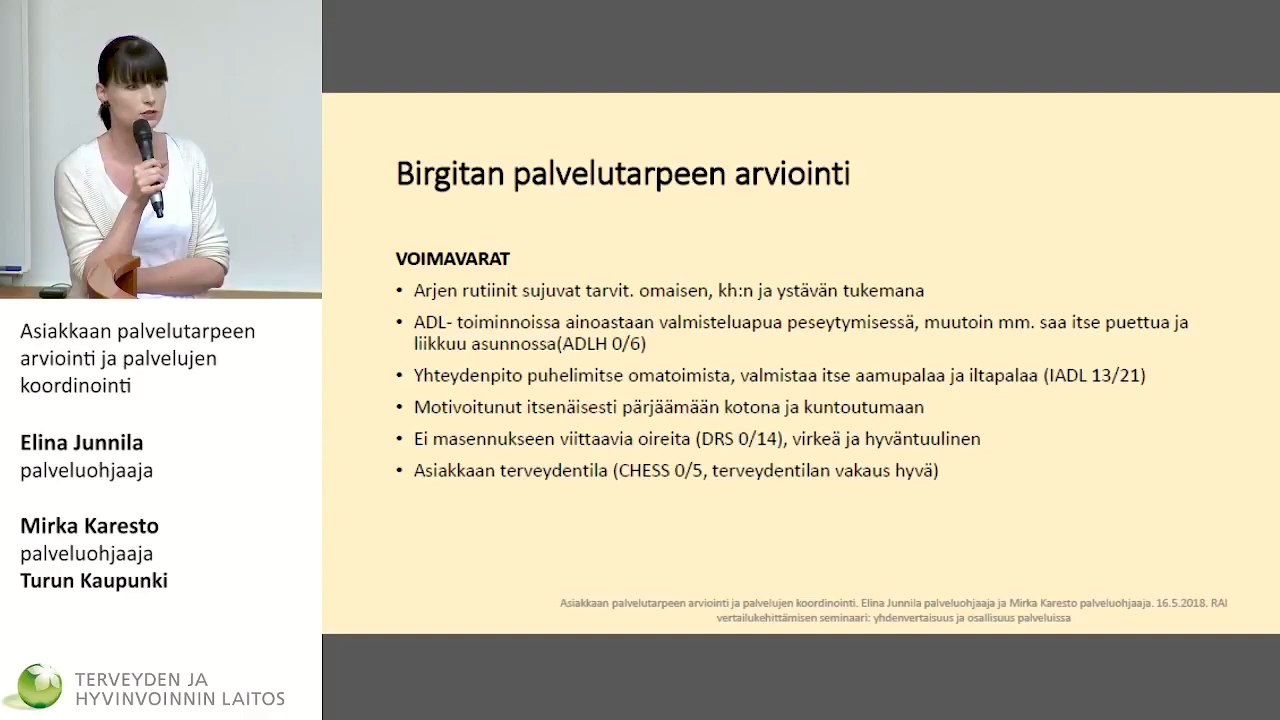 Birgitan palvelutarpeen arviointi
VOIMAVARAT
• Arjen rutiinit sujuvat tarvit. omaisen, kh:n ja ystävän tukemana
• ADL- toiminnoissa ainoastaan valmisteluapua peseytymisessä, muutoin mm. saa itse puettua ja
liikkuu asunnossa(ADLH 0/6)
• Yhteydenpito puhelimitse omatoimista, valmistaa itse aamupalaa ja iltapalaa (IADL 13/21)
• Motivoitunut itsenäisesti pärjäämään kotona ja kuntoutumaan
• Ei masennukseen viittaavia oireita (DRS 0/14), virkeä ja hyväntuulinen
• Asiakkaan terveydentila (CHESS 0/5, terveydentilan vakaus hyvä)
Asiakkaan palvelutarpeen arviointi ja palvelujen koordinointi. Elina Junnila palveluohjaaja ja Mirka Karesto palveluohjaaja. 16.5.2018. RAI
vertailukehittämisen seminaari: yhdenvertaisuus ja osallisuus palveluissa
Asiakkaan palvelutarpeen
arviointi ja palvelujen
koordinointi
Elina Junnila
palveluohjaaja
Mirka Karesto
palveluohjaaja
Turun Kaupunki
TERVEYDEN JA
HYVINVOINNIN LAITOS